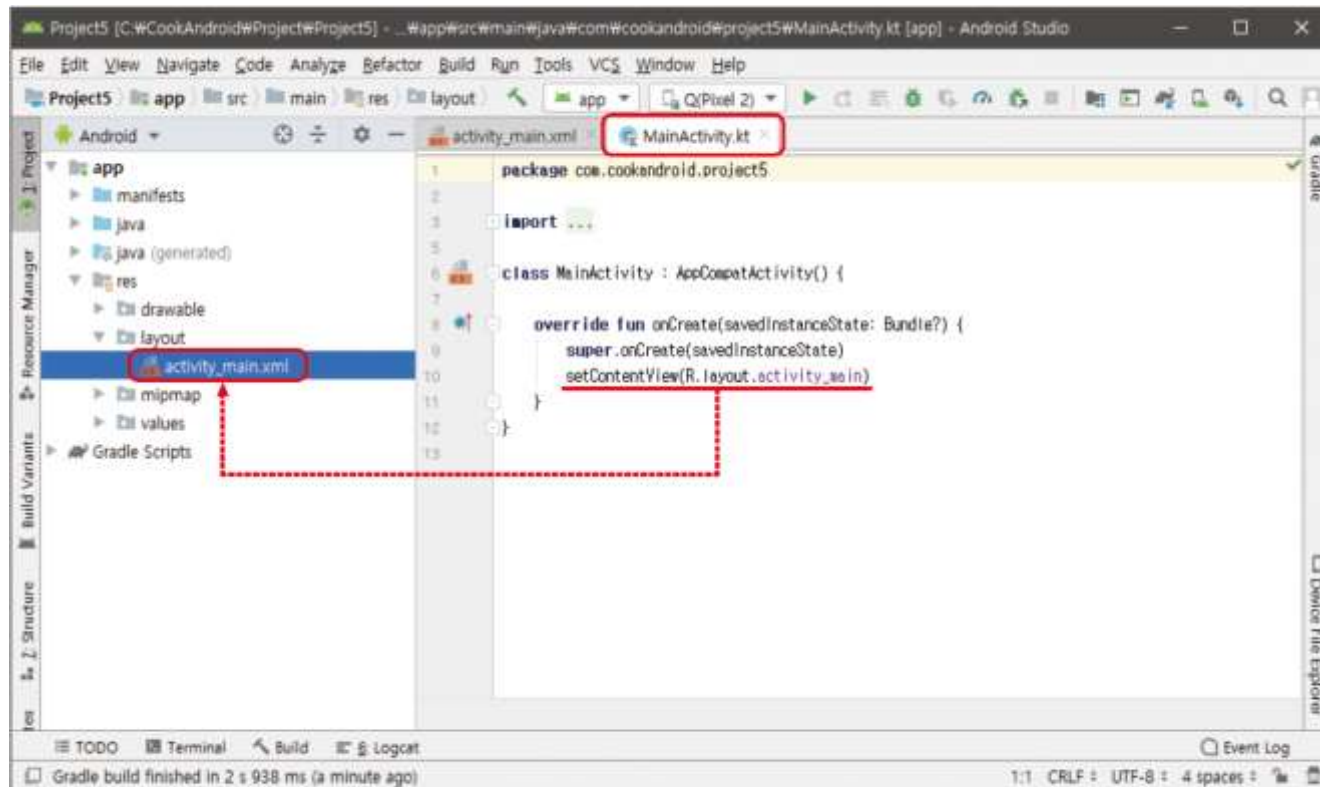 Project5 [C:₩CookAndroid₩Project₩Project5] - ...₩app₩src₩main₩java₩com₩cookandroid₩project5₩MainActivity.kt [app] - Android Studio
File Edit View Navigate Code Analyze Refactor Build Run Tools VCS Window Help
Project5 app src main res layout app Q(Pixel 2)
1: Project
Resource Manager
Build Variants
Z: Structure
Android
app
manifests
java
java (generated)
res
drawable
layout
activity_main.xml
mipmap
values
Gradle Scripts
activity_main.xml MainActivity.kt
1 package com.cookandroid.project5
2
3 import ...
5
6 class MainActivity : AppCompatActivity() {
7
8 override fun onCreate(savedInstanceState: Bundle?) {
9 super.onCreate(savedInstanceState)
10 setContentView(R.layout.activity_main)
11 }
12 }
13
Gradle
Device File Explorer
TODO Terminal Build 6: Logcat Event Log
Gradle build finished in 2 s 938 ms (a minute ago) 1:1 CRLF UTF-8 4 spaces